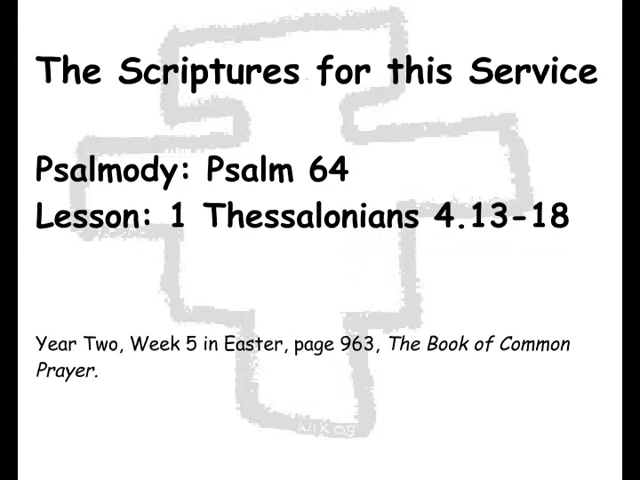 The Scriptures for this Service
Psalmody: Psalm 64
Lesson: 1 Thessalonians 4.13-18
Year Two, Week 5 in Easter, page 963, The Book of Common
Prayer.
WIK09